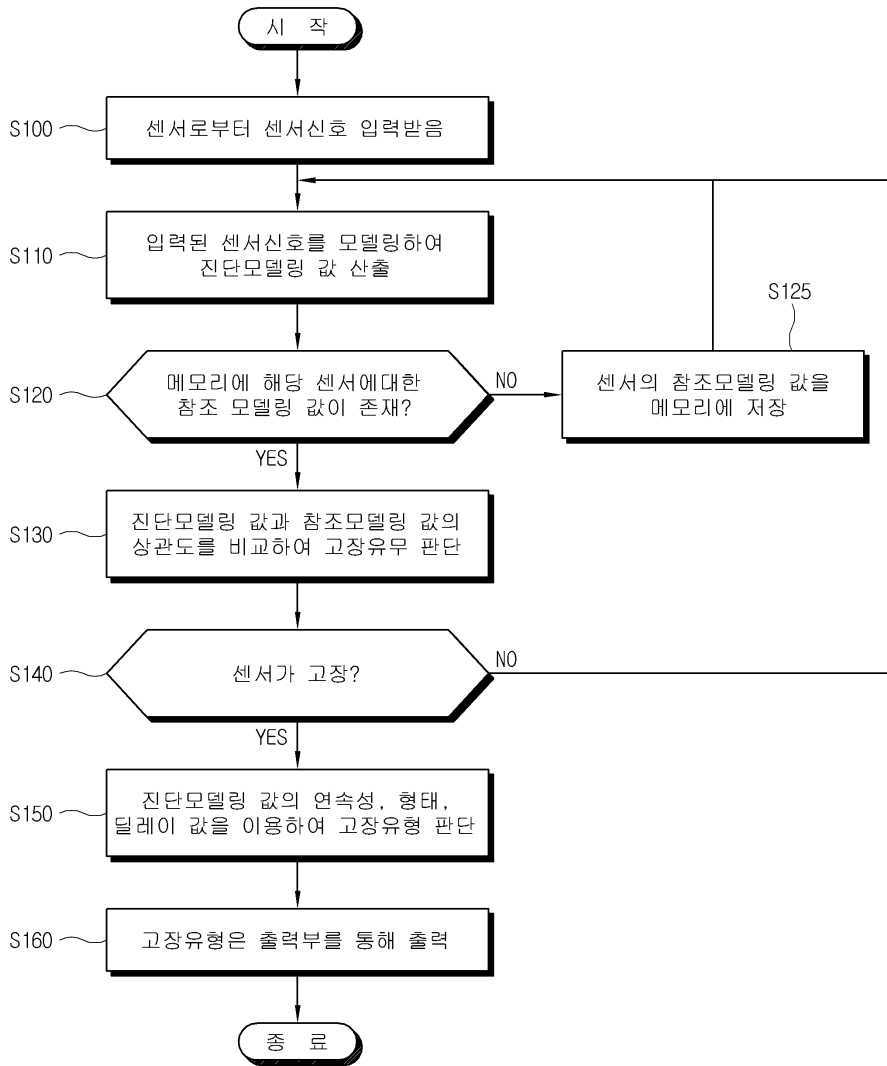 시 작
S100
센서로부터 센서신호 입력받음
S110
입력된 센서신호를 모델링하여
진단모델링 값 산출
S125
S120
메모리에 해당 센서에대한
참조 모델링 값이 존재?
NO
센서의 참조모델링 값을
메모리에 저장
YES
S130
진단모델링 값과 참조모델링 값의
상관도를 비교하여 고장유무 판단
S140
센서가 고장?
NO
YES
S150
진단모델링 값의 연속성, 형태,
딜레이 값을 이용하여 고장유형 판단
S160
고장유형은 출력부를 통해 출력
종 료